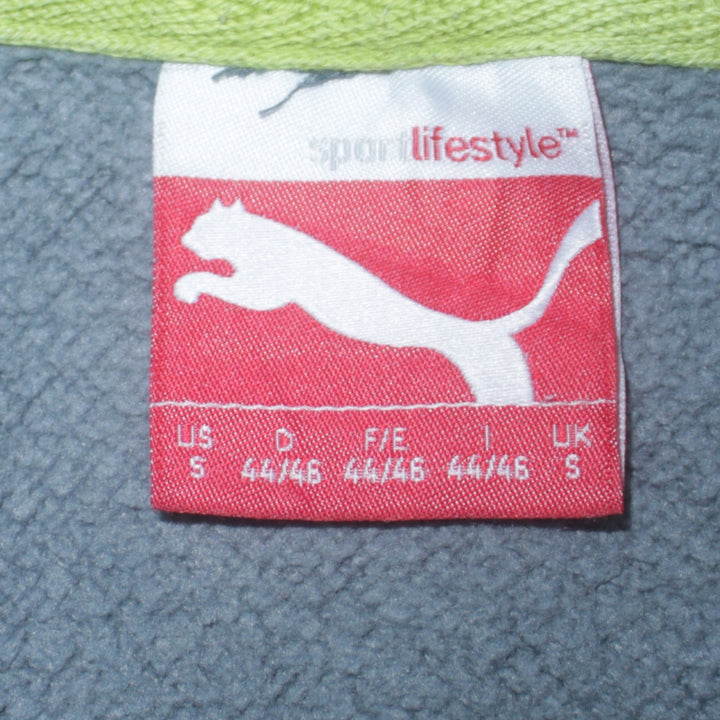 sportlifestyle™
US D F/E I UK
S 44/46 44/46 44/46 S